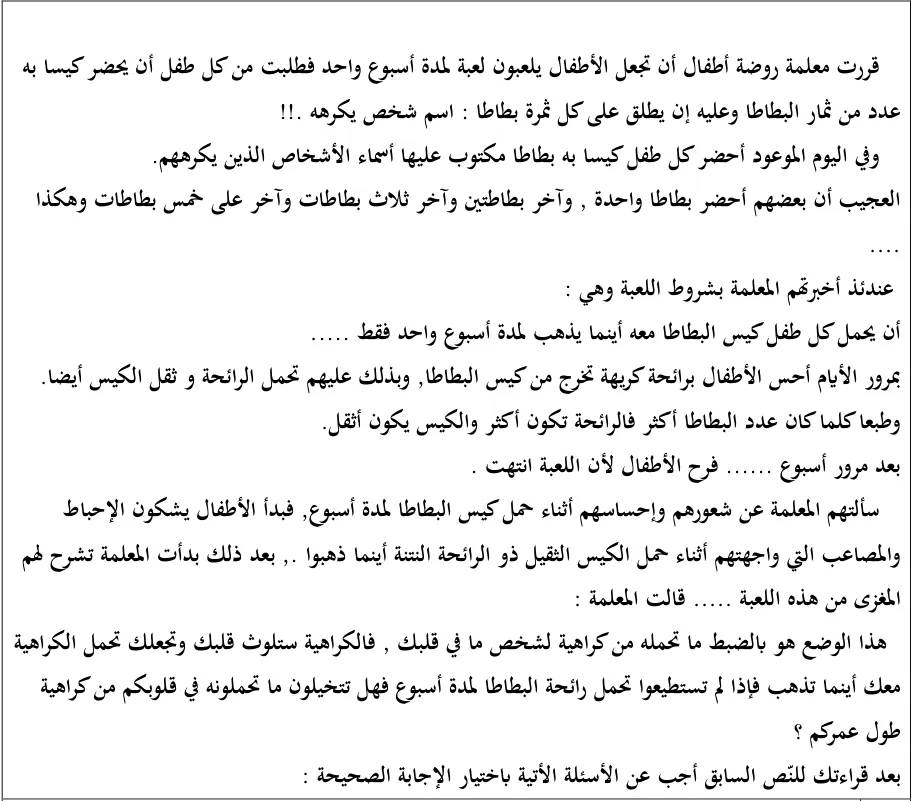 قررت معلمة روضة أطفال أن تجعل الأطفال يلعبون لعبة لمدة أسبوع واحد فطلبت من كل طفل أن يحضر كيسا به
عدد من ثمار البطاطا وعليه إن يطلق على كل ثمرة بطاطا : اسم شخص يكرهه .!!
وفي اليوم الموعود أحضر كل طفل كيسا به بطاطا مكتوب عليها أسماء الأشخاص الذين يكرههم.
العجيب أن بعضهم أحضر بطاطا واحدة , وآخر بطاطتين وآخر ثلاث بطاطات وآخر على خمس بطاطات وهكذا
....
عندئذ أخبرتهم المعلمة بشروط اللعبة وهي :
أن يحمل كل طفل كيس البطاطا معه أينما يذهب لمدة أسبوع واحد فقط .....
بمرور الأيام أحس الأطفال برائحة كريهة تخرج من كيس البطاطا, وبذلك عليهم تحمل الرائحة و ثقل الكيس أيضا.
وطبعا كلما كان عدد البطاطا أكثر فالرائحة تكون أكثر والكيس يكون أثقل.
بعد مرور أسبوع ...... فرح الأطفال لأن اللعبة انتهت .
سألتهم المعلمة عن شعورهم وإحساسهم أثناء حمل كيس البطاطا لمدة أسبوع, فبدأ الأطفال يشكون الإحباط
والمصاعب التي واجهتهم أثناء حمل الكيس الثقيل ذو الرائحة النتنة أينما ذهبوا ., بعد ذلك بدأت المعلمة تشرح لهم
المغزى من هذه اللعبة ..... قالت المعلمة :
هذا الوضع هو بالضبط ما تحمله من كراهية لشخص ما في قلبك , فالكراهية ستلوث قلبك وتجعلك تحمل الكراهية
معك أينما تذهب فإذا لم تستطيعوا تحمل رائحة البطاطا لمدة أسبوع فهل تتخيلون ما تحملونه في قلوبكم من كراهية
طول عمركم ؟
بعد قراءتك للنّص السابق أجب عن الأسئلة الأتية باختيار الإجابة الصحيحة :